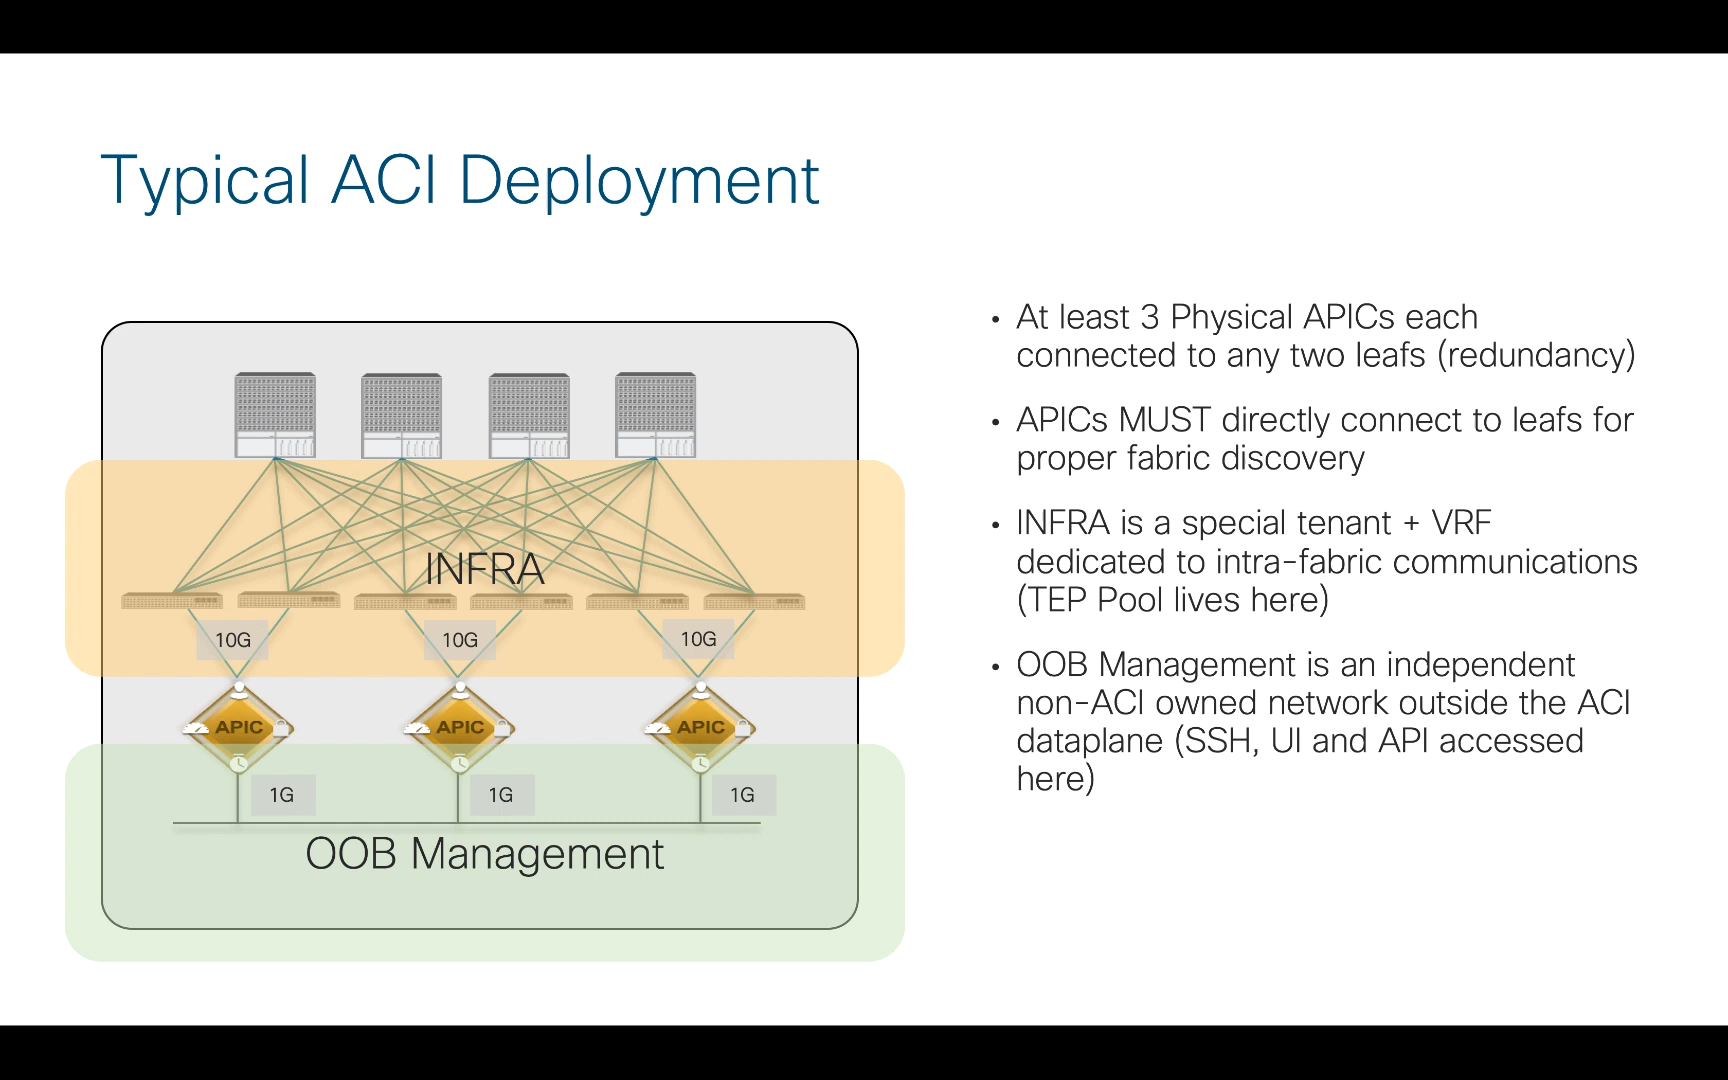 Typical ACI Deployment
INFRA
10G
10G
10G
APIC
APIC
APIC
1G
1G
1G
OOB Management
• At least 3 Physical APICs each
connected to any two leafs (redundancy)
• APICs MUST directly connect to leafs for
proper fabric discovery
• INFRA is a special tenant + VRF
dedicated to intra-fabric communications
(TEP Pool lives here)
• OOB Management is an independent
non-ACI owned network outside the ACI
dataplane (SSH, UI and API accessed
here)